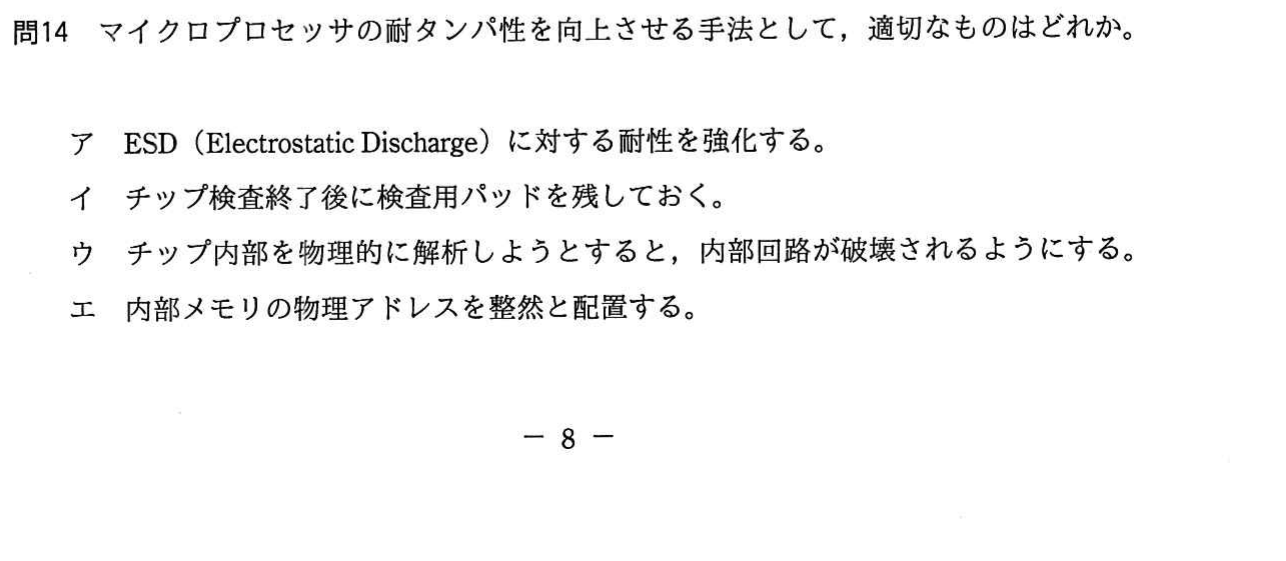 問14 マイクロプロセッサの耐タンパ性を向上させる手法として，適切なものはどれか。
ア ESD（Electrostatic Discharge）に対する耐性を強化する。
イ チップ検査終了後に検査用パッドを残しておく。
ウ チップ内部を物理的に解析しようとすると，内部回路が破壊されるようにする。
エ 内部メモリの物理アドレスを整然と配置する。
－ 8 －